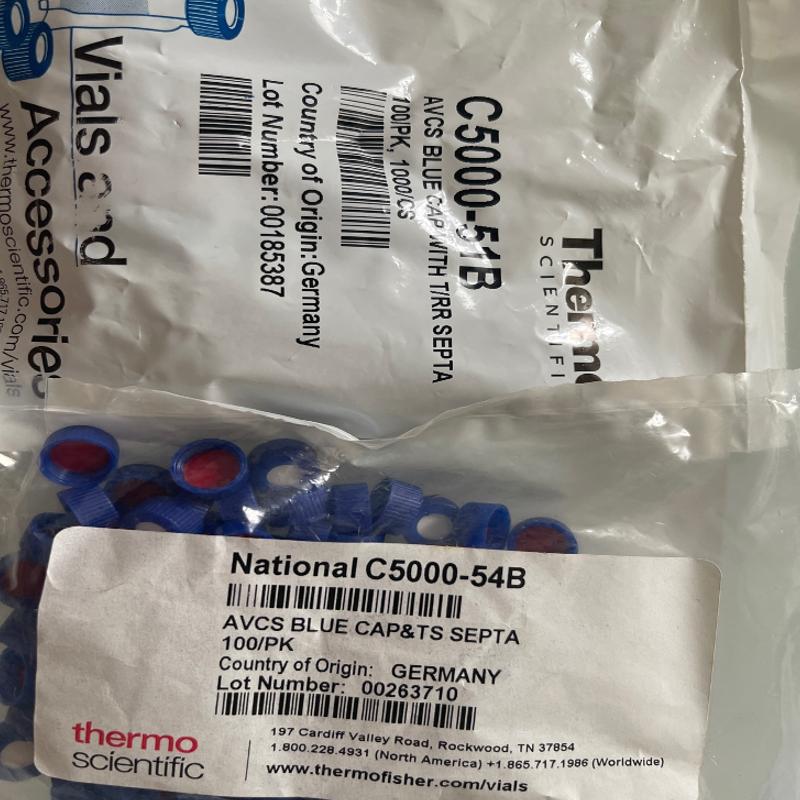 Thermo
SCIENTIFI
C5000-51B
AVCS BLUE CAP WITH T/RR SEPTA
100/PK, 1000/CS
Country of Origin: Germany
Lot Number: 00185387
Vials and
Accessories
www.thermoscientific.com/vials
National C5000-54B
AVCS BLUE CAP&TS SEPTA
100/PK
Country of Origin: GERMANY
Lot Number: 00263710
thermo
scientific
197 Cardiff Valley Road, Rockwood, TN 37854
1.800.228.4931 (North America) +1.865.717.1986 (Worldwide)
www.thermofisher.com/vials